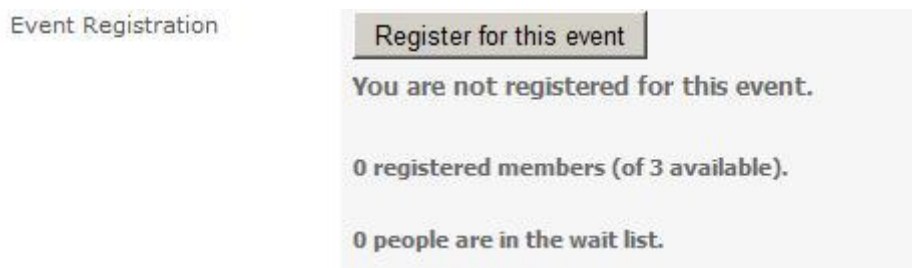 Event Registration
Register for this event
You are not registered for this event.
0 registered members (of 3 available).
0 people are in the wait list.